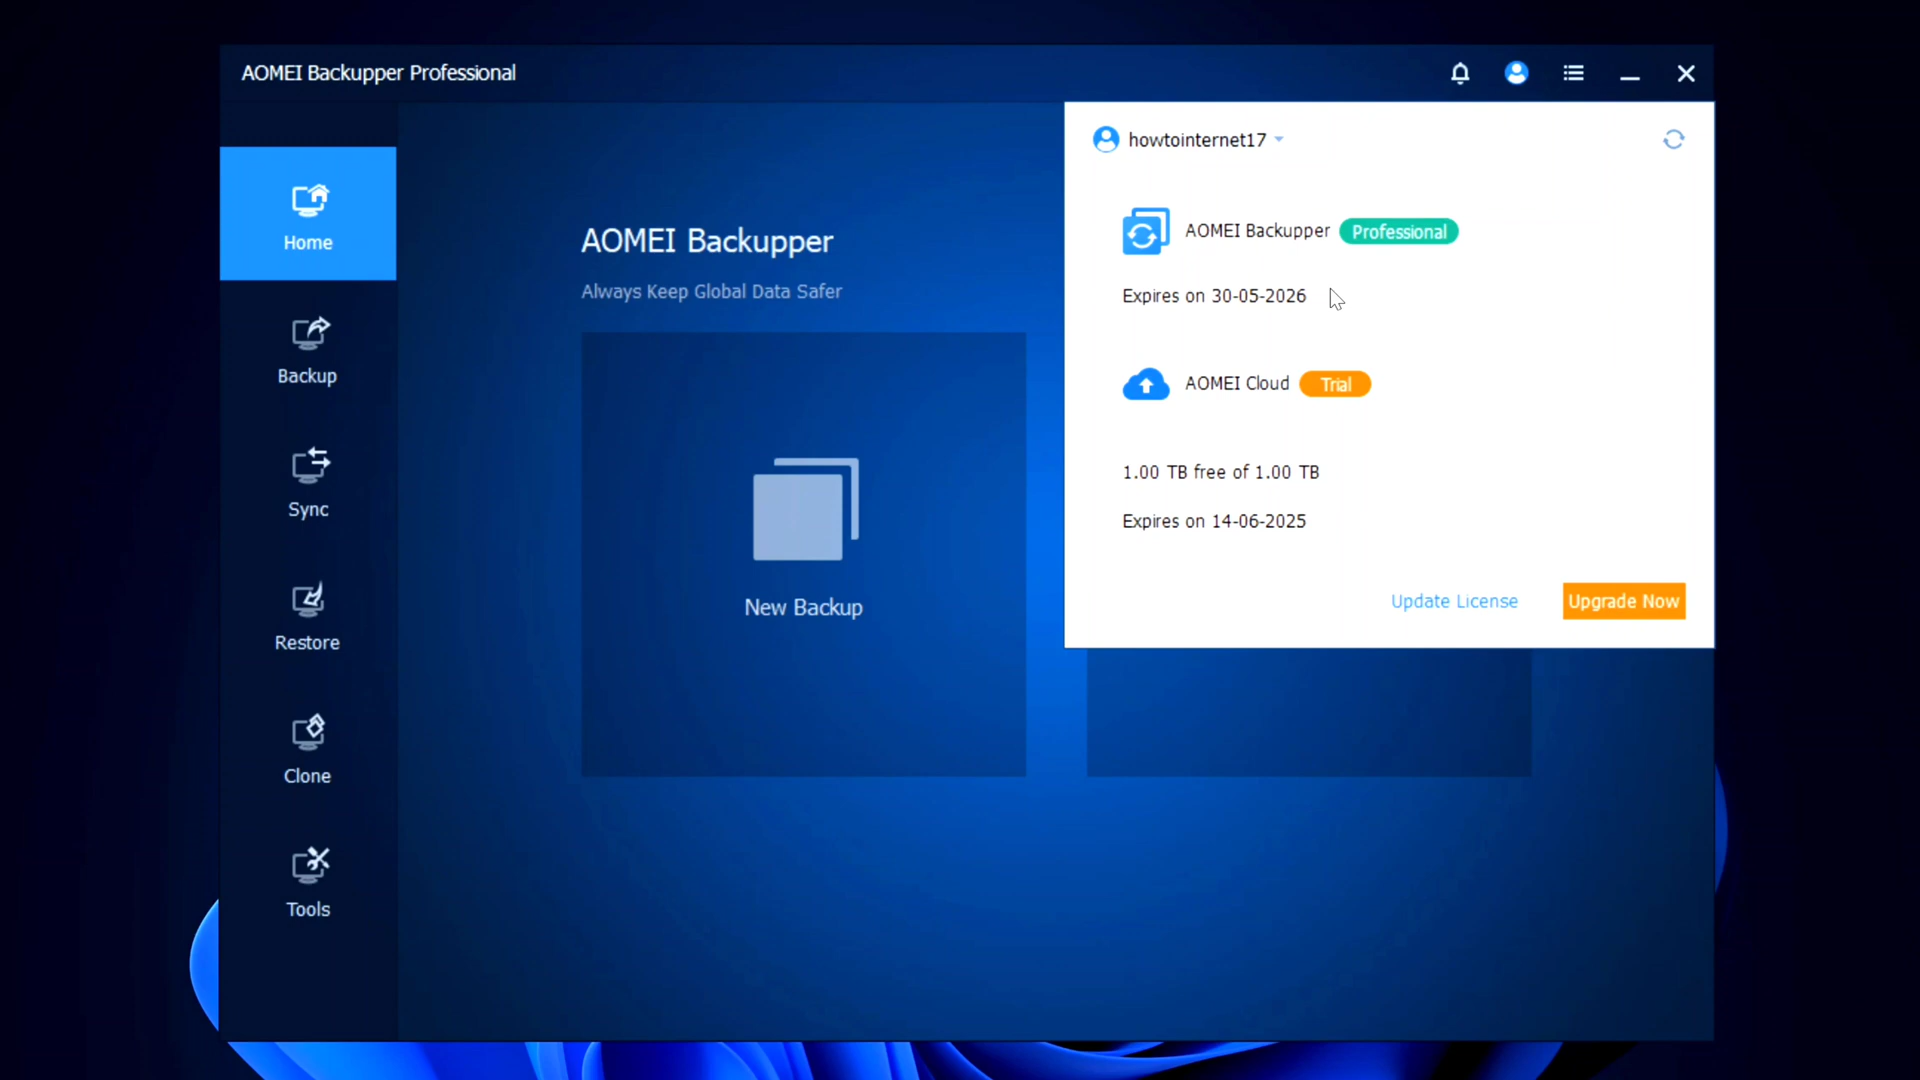 AOMEI Backupper Professional
howtointernet17
Home
AOMEI Backupper Professional
AOMEI Backupper
Always Keep Global Data Safer
Expires on 30-05-2026
Backup
AOMEI Cloud Trial
1.00 TB free of 1.00 TB
Sync
Expires on 14-06-2025
New Backup
Update License
Upgrade Now
Restore
Clone
Tools